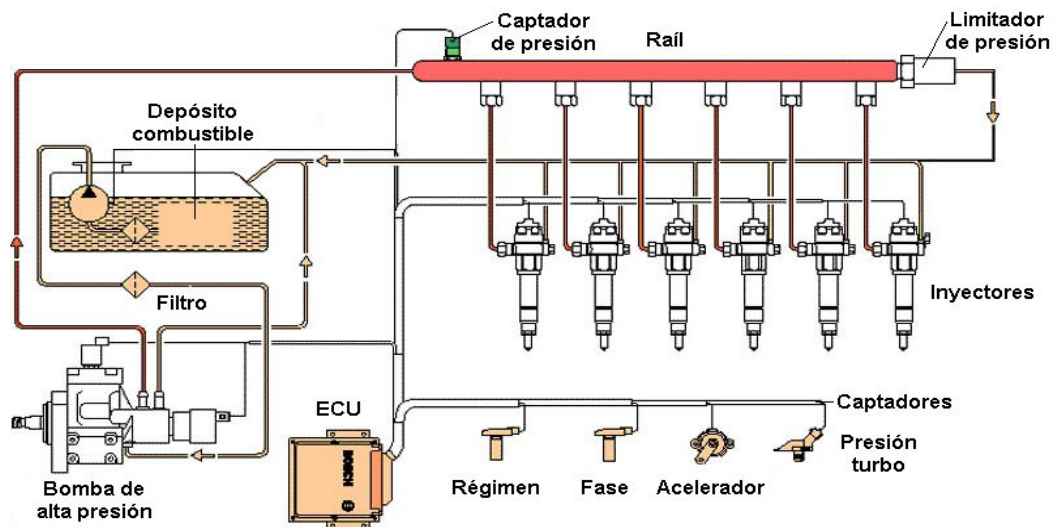 Captador
de presión
Raíl
Limitador
de presión
Depósito
combustible
Filtro
Inyectores
ECU
BOSCH
Captadores
Bomba de
alta presión
Régimen
Fase
Acelerador
Presión
turbo